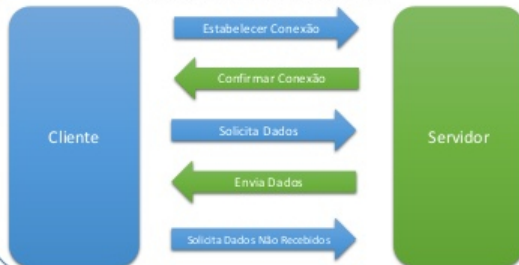 Estabelecer Conexão
Confirmar Conexão
Cliente
Solicita Dados
Servidor
Envia Dados
Solicita Dados Não Recebidos